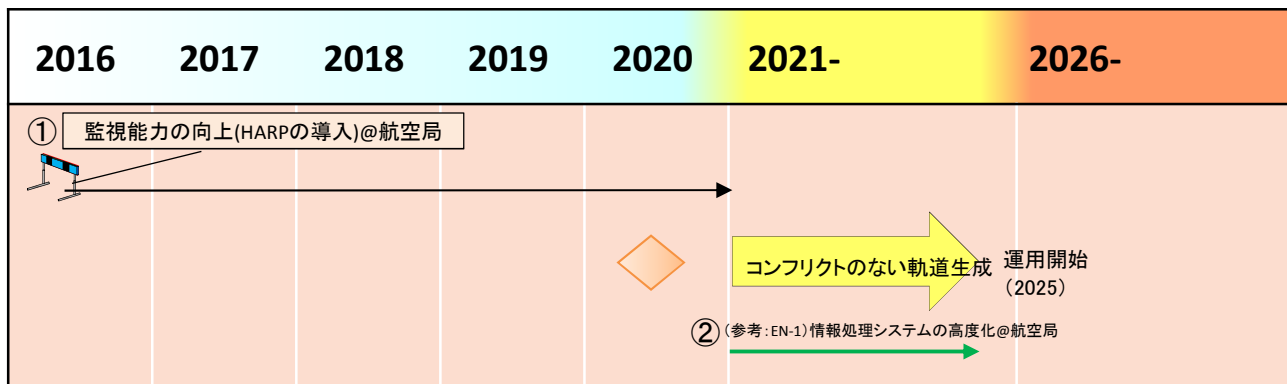 2016 2017 2018 2019 2020 2021- 2026-
① 監視能力の向上(HARPの導入)@航空局
コンフリクトのない軌道生成
運用開始
（2025）
② （参考：EN-1）情報処理システムの高度化@航空局